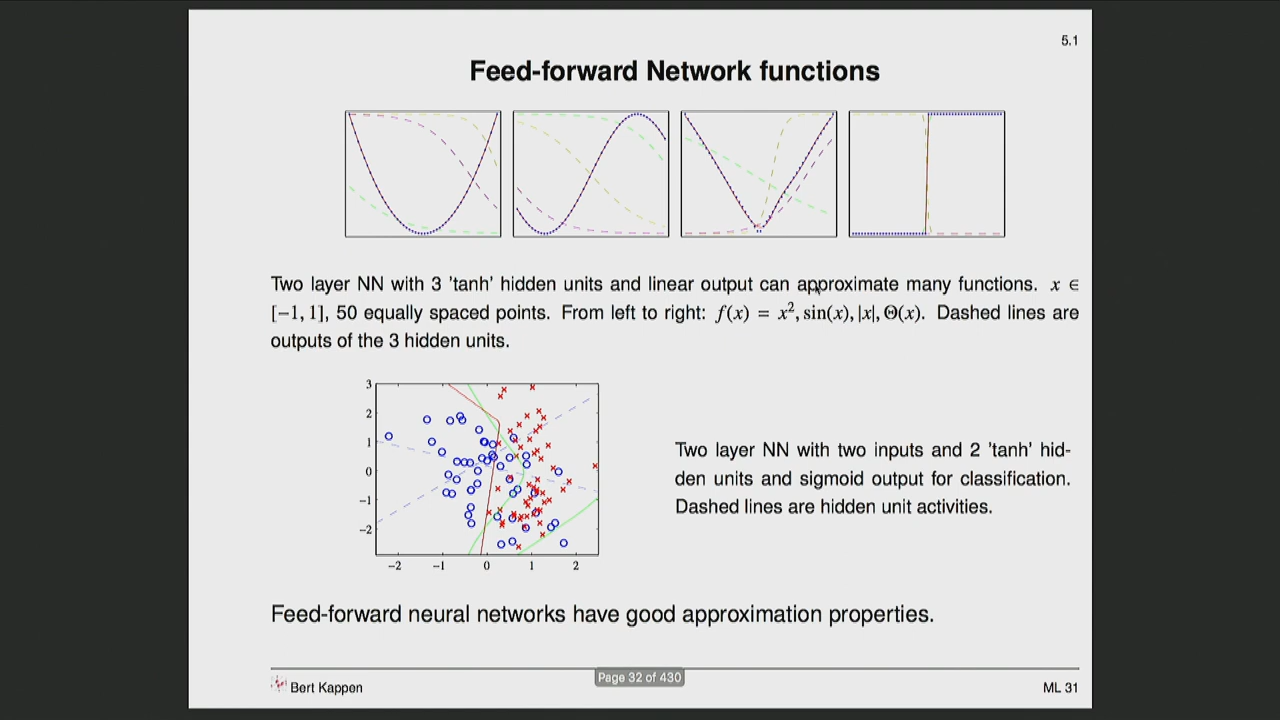 5.1
Feed-forward Network functions
Two layer NN with 3 'tanh' hidden units and linear output can approximate many functions. x ∈
[−1, 1], 50 equally spaced points. From left to right: f(x) = x², sin(x), |x|, Θ(x). Dashed lines are
outputs of the 3 hidden units.
3
2
1
0
−1
−2
−2 −1 0 1 2
Two layer NN with two inputs and 2 'tanh' hid-
den units and sigmoid output for classification.
Dashed lines are hidden unit activities.
Feed-forward neural networks have good approximation properties.
Page 32 of 430
Bert Kappen
ML 31